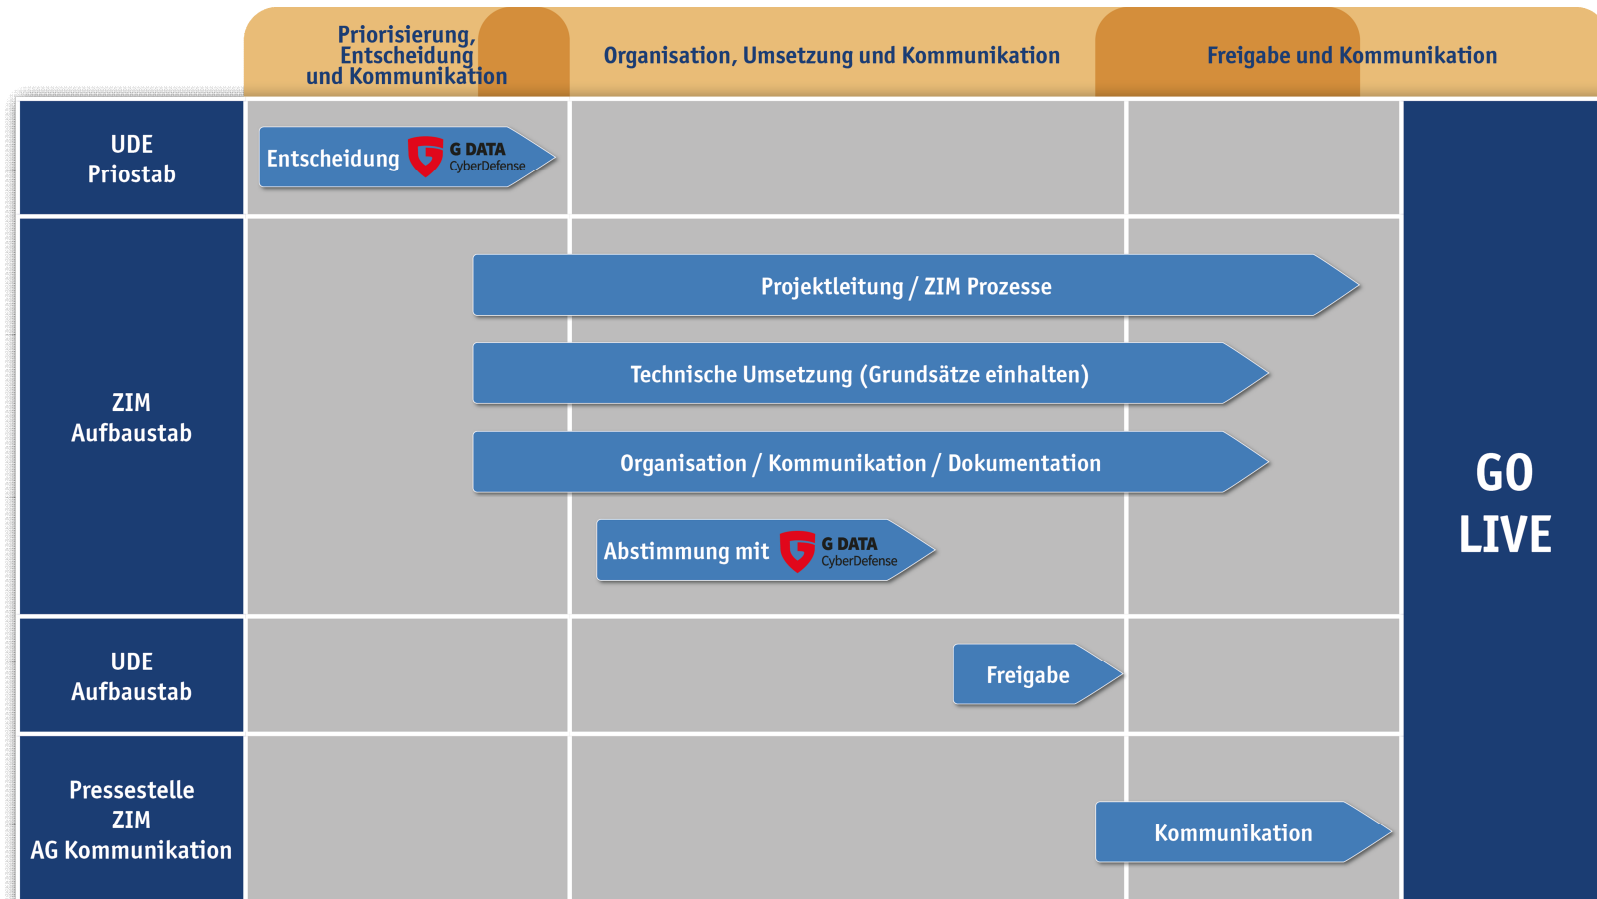 Priorisierung,
Entscheidung
und Kommunikation
Organisation, Umsetzung und Kommunikation
Freigabe und Kommunikation
UDE
Priostab
Entscheidung
G DATA
CyberDefense
ZIM
Aufbaustab
Projektleitung / ZIM Prozesse
Technische Umsetzung (Grundsätze einhalten)
Organisation / Kommunikation / Dokumentation
Abstimmung mit
G DATA
CyberDefense
UDE
Aufbaustab
Freigabe
Pressestelle
ZIM
AG Kommunikation
Kommunikation
GO
LIVE